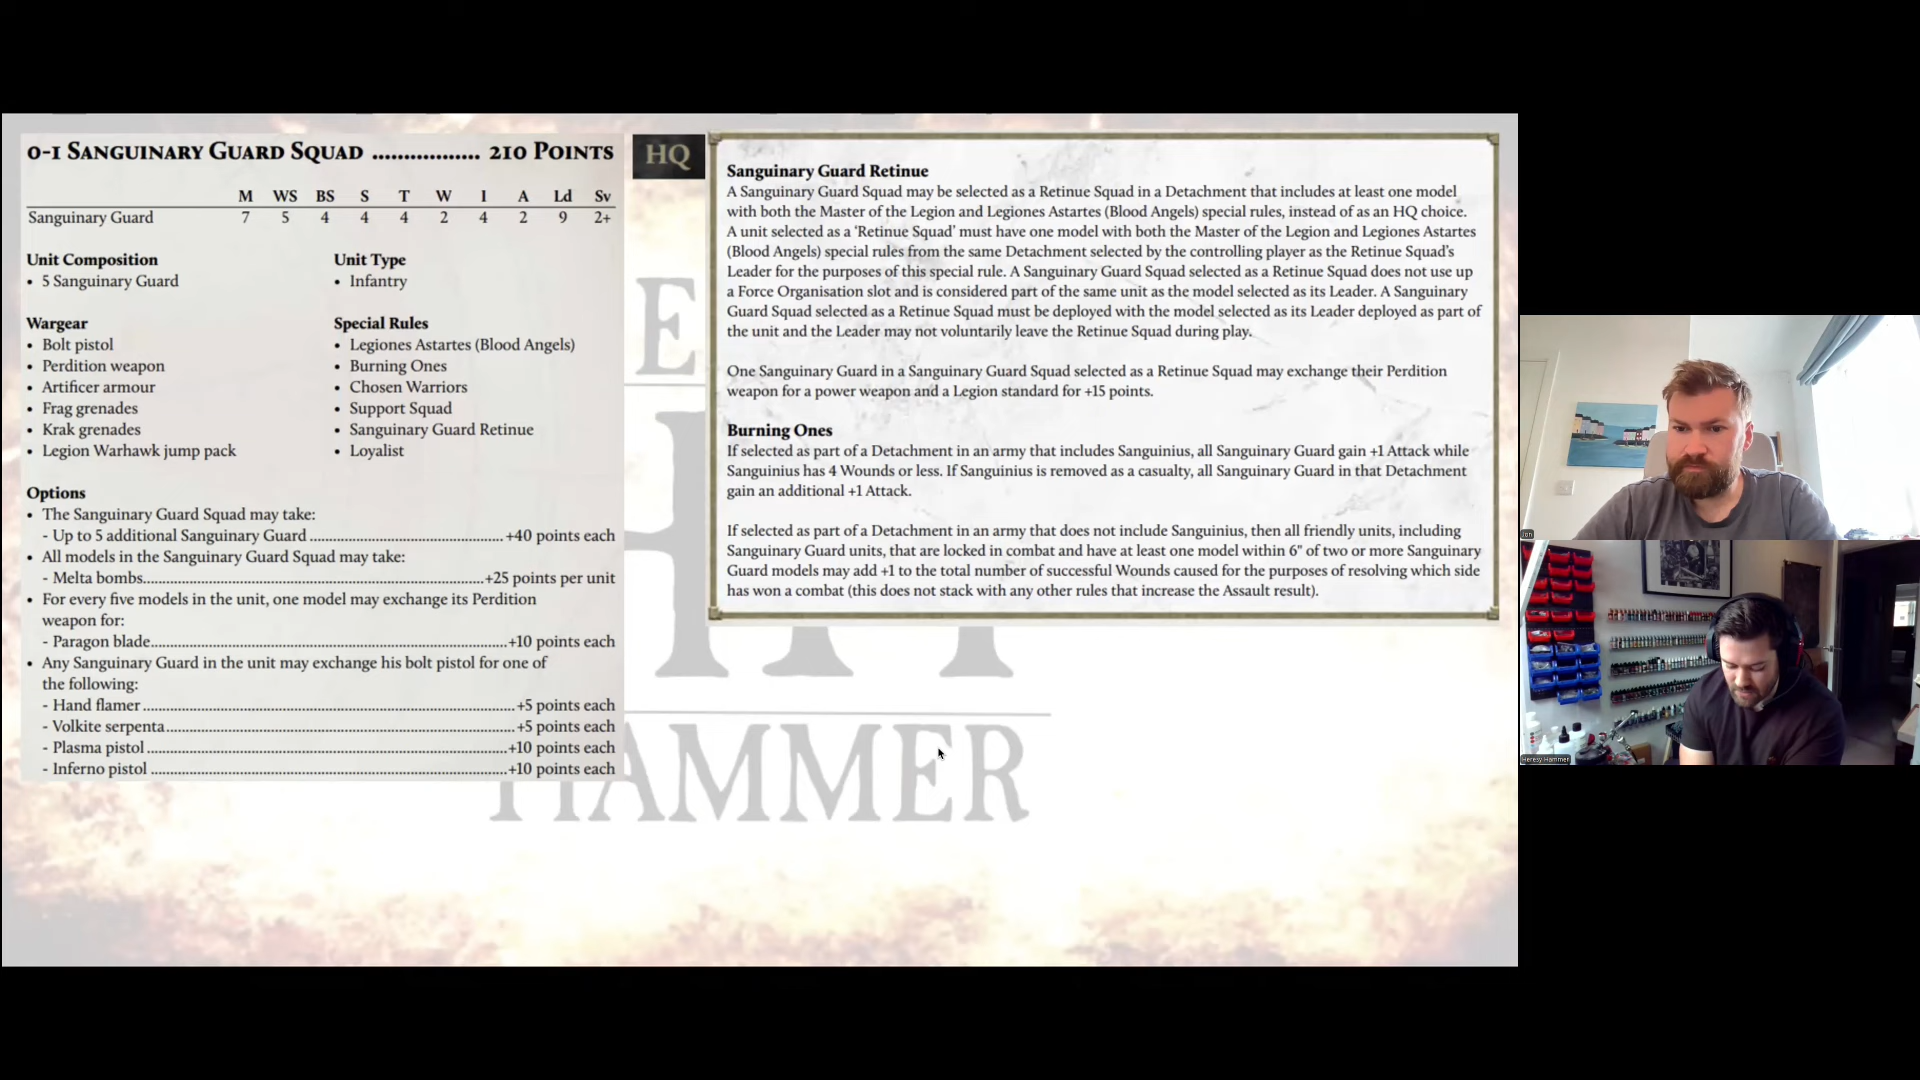 0-1 Sanguinary Guard Squad ................. 210 Points
M WS BS S T W I A Ld Sv
Sanguinary Guard 7 5 4 4 4 2 4 2 9 2+
Unit Composition
• 5 Sanguinary Guard
Unit Type
• Infantry
Wargear
• Bolt pistol
• Perdition weapon
• Artificer armour
• Frag grenades
• Krak grenades
• Legion Warhawk jump pack
Special Rules
• Legiones Astartes (Blood Angels)
• Burning Ones
• Chosen Warriors
• Support Squad
• Sanguinary Guard Retinue
• Loyalist
Options
• The Sanguinary Guard Squad may take:
- Up to 5 additional Sanguinary Guard ........ +40 points each
• All models in the Sanguinary Guard Squad may take:
- Melta bombs........ +25 points per unit
• For every five models in the unit, one model may exchange its Perdition
weapon for:
- Paragon blade........ +10 points each
• Any Sanguinary Guard in the unit may exchange his bolt pistol for one of
the following:
- Hand flamer ........ +5 points each
- Volkite serpenta........ +5 points each
- Plasma pistol ........ +10 points each
- Inferno pistol ........ +10 points each
HQ
Sanguinary Guard Retinue
A Sanguinary Guard Squad may be selected as a Retinue Squad in a Detachment that includes at least one model
with both the Master of the Legion and Legiones Astartes (Blood Angels) special rules, instead of as an HQ choice.
A unit selected as a ‘Retinue Squad’ must have one model with both the Master of the Legion and Legiones Astartes
(Blood Angels) special rules from the same Detachment selected by the controlling player as the Retinue Squad’s
Leader for the purposes of this special rule. A Sanguinary Guard Squad selected as a Retinue Squad does not use up
a Force Organisation slot and is considered part of the same unit as the model selected as its Leader. A Sanguinary
Guard Squad selected as a Retinue Squad must be deployed with the model selected as its Leader deployed as part of
the unit and the Leader may not voluntarily leave the Retinue Squad during play.
One Sanguinary Guard in a Sanguinary Guard Squad selected as a Retinue Squad may exchange their Perdition
weapon for a power weapon and a Legion standard for +15 points.
Burning Ones
If selected as part of a Detachment in an army that includes Sanguinius, all Sanguinary Guard gain +1 Attack while
Sanguinius has 4 Wounds or less. If Sanguinius is removed as a casualty, all Sanguinary Guard in that Detachment
gain an additional +1 Attack.
If selected as part of a Detachment in an army that does not include Sanguinius, then all friendly units, including
Sanguinary Guard units, that are locked in combat and have at least one model within 6" of two or more Sanguinary
Guard models may add +1 to the total number of successful Wounds caused for the purposes of resolving which side
has won a combat (this does not stack with any other rules that increase the Assault result).
HAMMER
Jon
Heresy Hammer